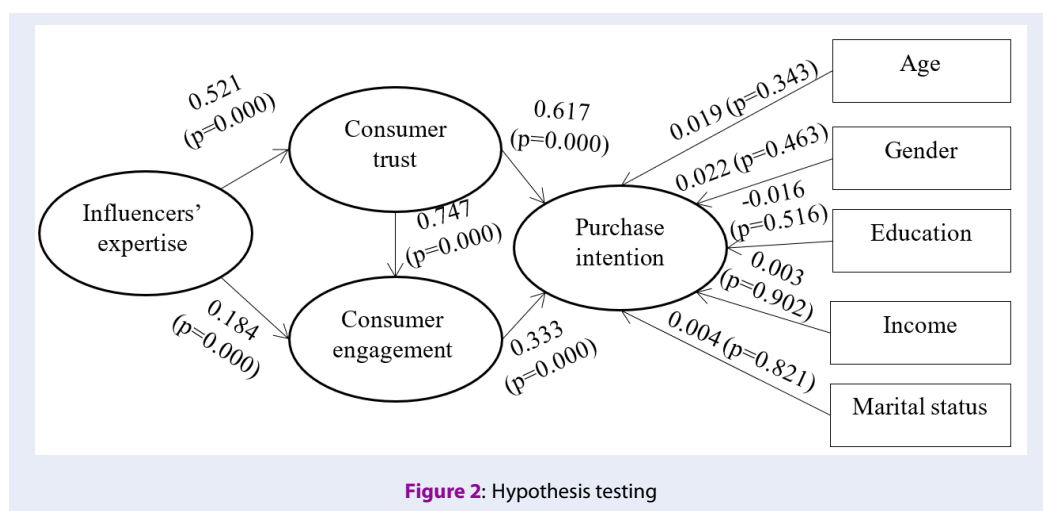 0.521
(p=0.000)
Influencers’
expertise
0.184
(p=0.000)
Consumer
trust
0.747
(p=0.000)
Consumer
engagement
0.617
(p=0.000)
0.333
(p=0.000)
Purchase
intention
0.019 (p=0.343)
Age
0.022 (p=0.463)
Gender
-0.016
(p=0.516)
Education
0.003
(p=0.902)
Income
0.004 (p=0.821)
Marital status
Figure 2: Hypothesis testing